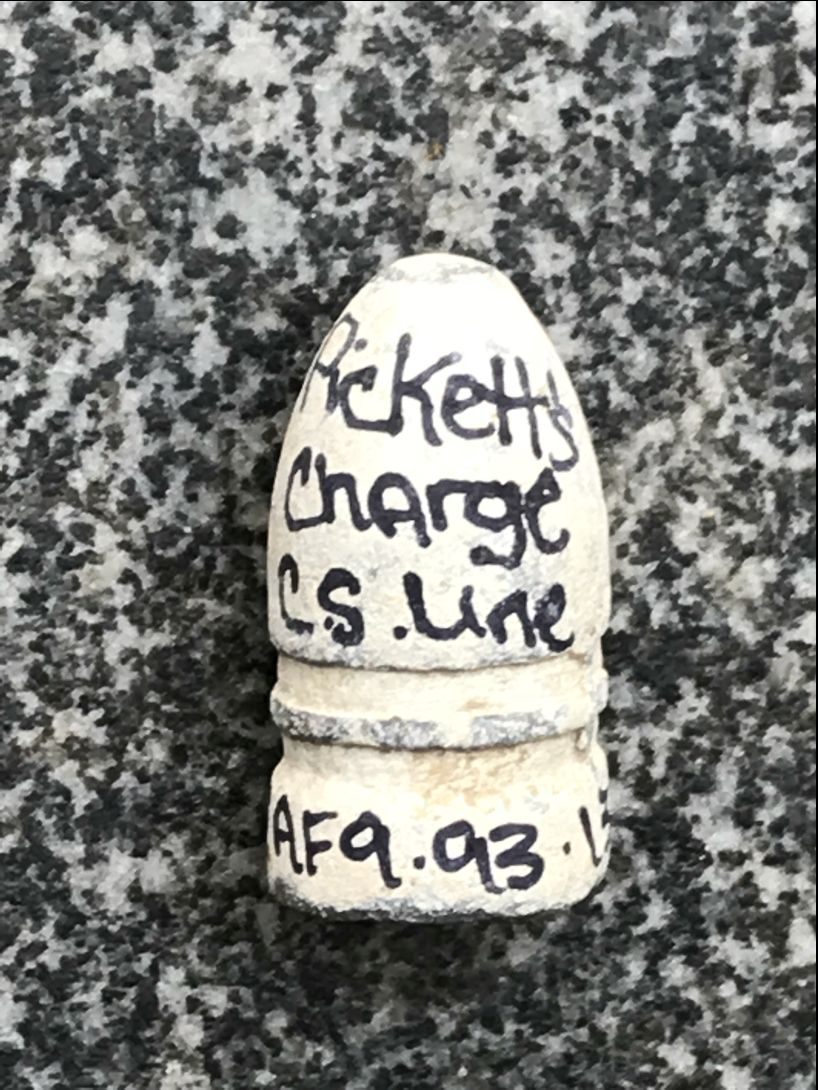 Pickett's
Charge
C.S. Line
AF9.93.